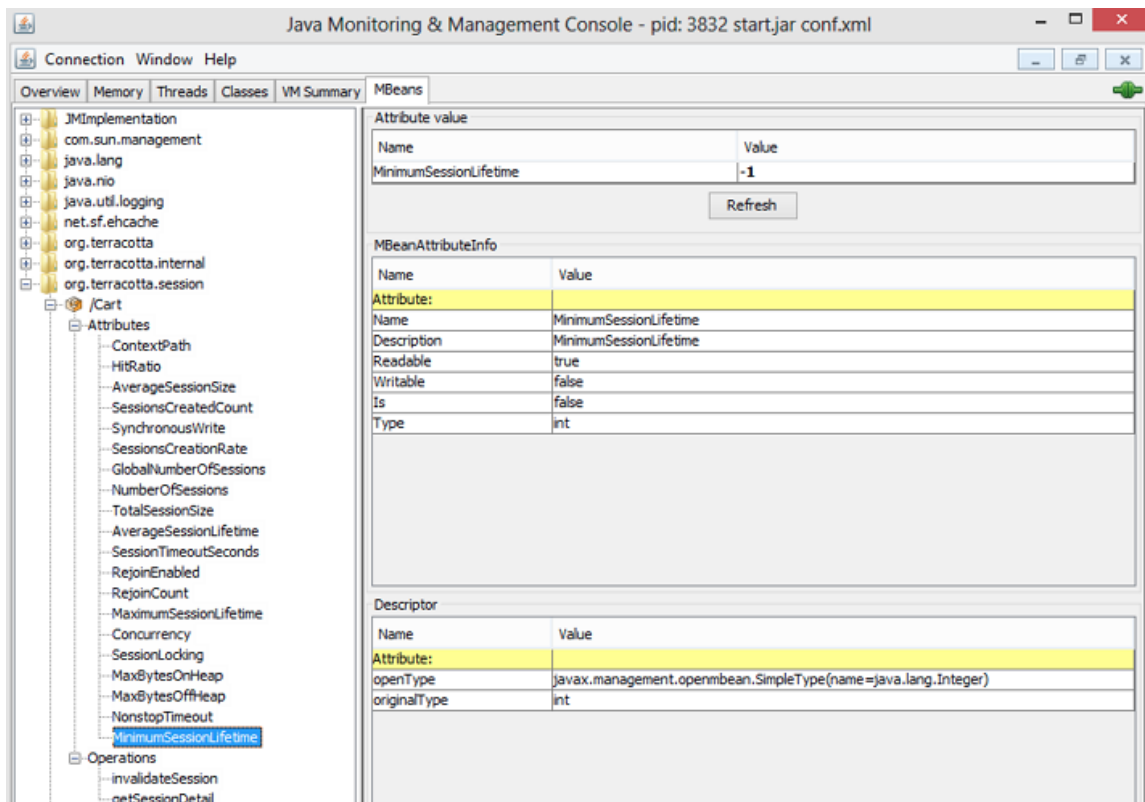 Java Monitoring & Management Console - pid: 3832 start.jar conf.xml
Connection Window Help
Overview Memory Threads Classes VM Summary MBeans
JMImplementation
com.sun.management
java.lang
java.nio
java.util.logging
net.sf.ehcache
org.terracotta
org.terracotta.internal
org.terracotta.session
/Cart
Attributes
ContextPath
HitRatio
AverageSessionSize
SessionsCreatedCount
SynchronousWrite
SessionsCreationRate
GlobalNumberOfSessions
NumberOfSessions
TotalSessionSize
AverageSessionLifetime
SessionTimeoutSeconds
RejoinEnabled
RejoinCount
MaximumSessionLifetime
Concurrency
SessionLocking
MaxBytesOnHeap
MaxBytesOffHeap
NonstopTimeout
MinimumSessionLifetime
Operations
invalidateSession
getSessionDetail
Attribute value
Name Value
MinimumSessionLifetime -1
Refresh
MBeanAttributeInfo
Name Value
Attribute:
Name MinimumSessionLifetime
Description MinimumSessionLifetime
Readable true
Writable false
Is false
Type int
Descriptor
Name Value
Attribute:
openType javax.management.openmbean.SimpleType(name=java.lang.Integer)
originalType int